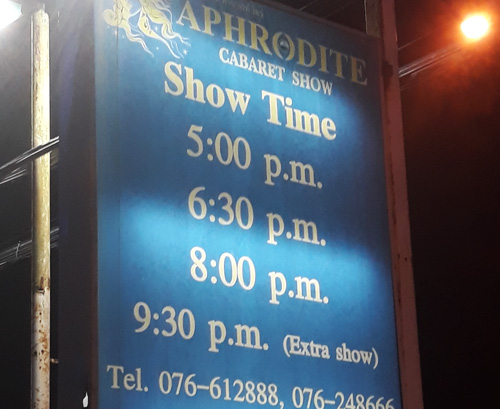 APHRODITE
CABARET SHOW
Show Time
5:00 p.m.
6:30 p.m.
8:00 p.m.
9:30 p.m. (Extra show)
Tel. 076-612888, 076-248666